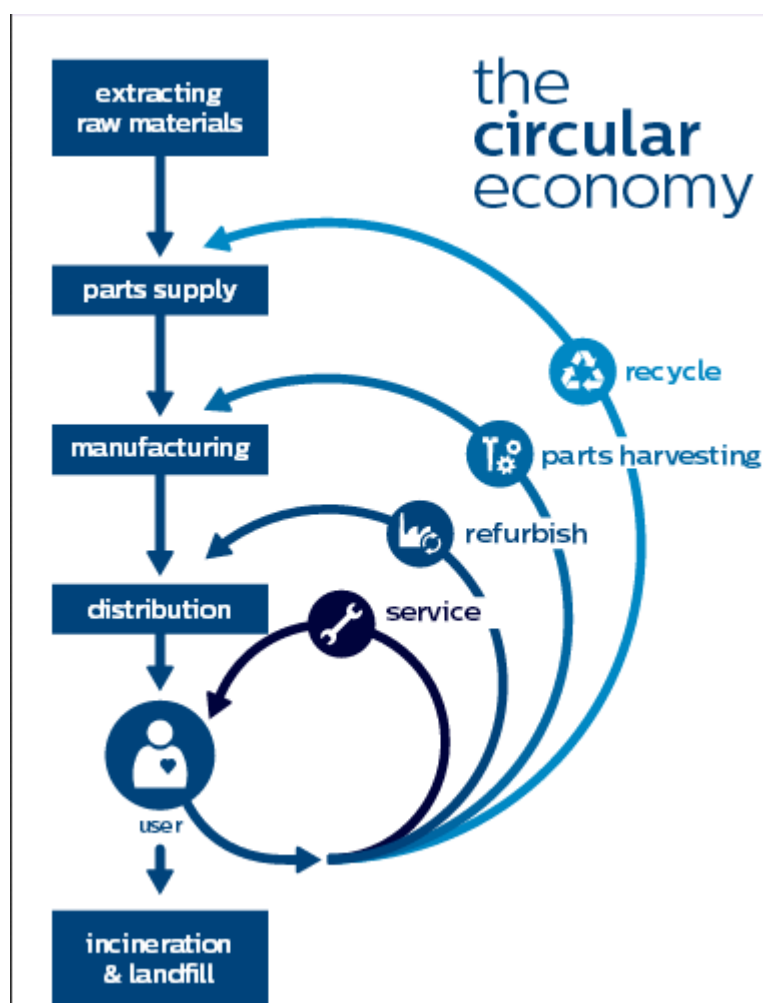 the
circular
economy
extracting
raw materials
parts supply
recycle
manufacturing
parts harvesting
refurbish
distribution
service
user
incineration
& landfill